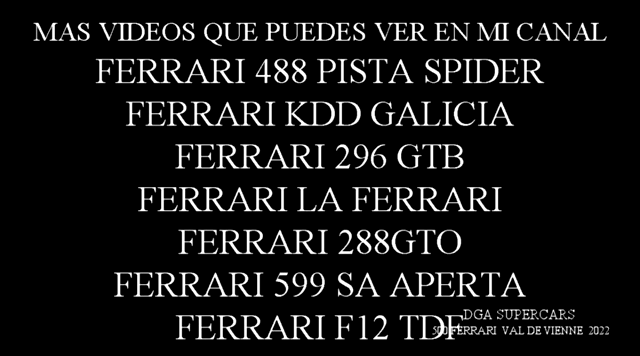 MAS VIDEOS QUE PUEDES VER EN MI CANAL
FERRARI 488 PISTA SPIDER
FERRARI KDD GALICIA
FERRARI 296 GTB
FERRARI LA FERRARI
FERRARI 288GTO
FERRARI 599 SA APERTA
FERRARI F12 TDF
DGA SUPERCARS
500 FERRARI VAL DE VIENNE 2022